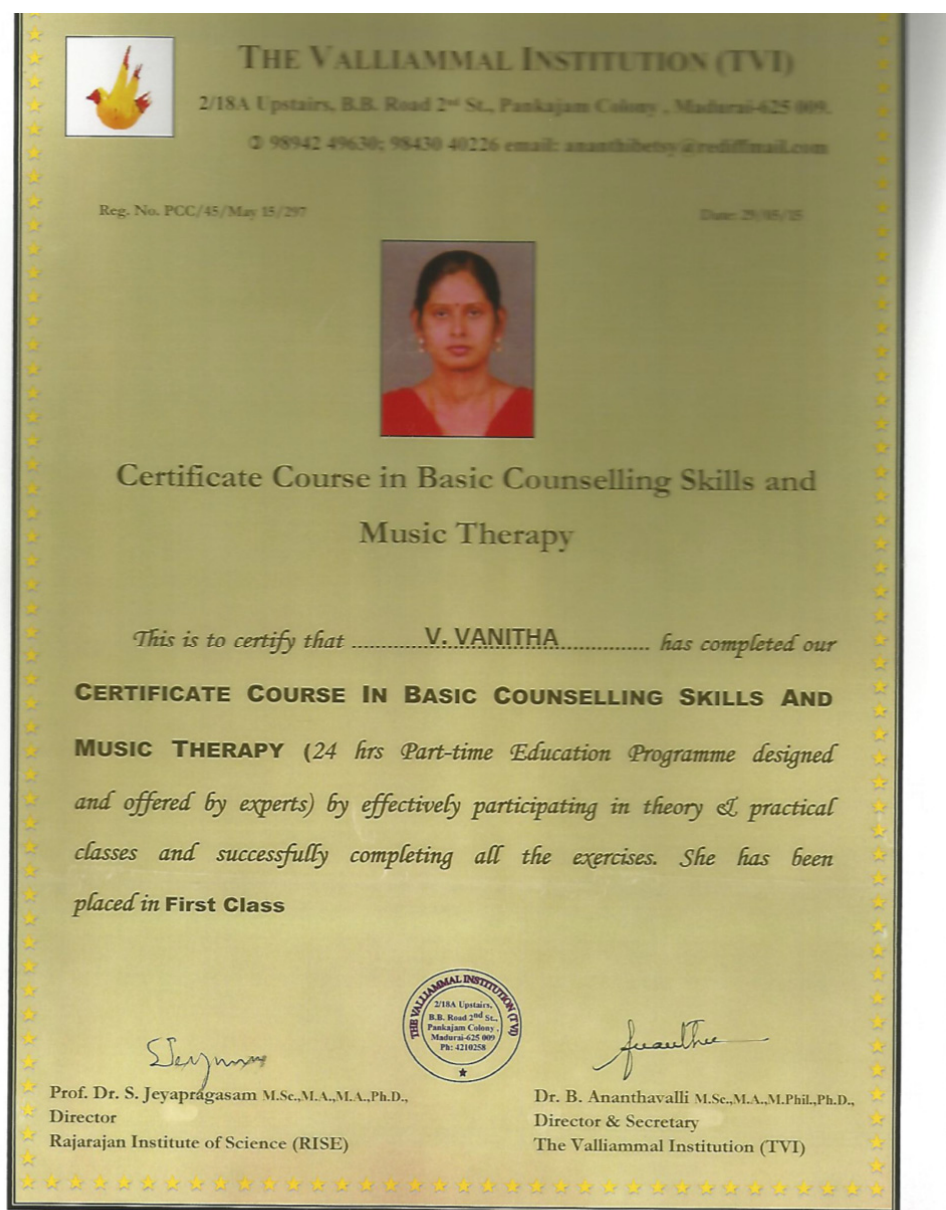 THE VALLIAMMAL INSTITUTION (TVI)
2/18A Upstairs, B.B. Road 2nd St., Pankajam Colony , Madurai-625 009.
✆ 98942 49630; 98430 40226 email: ananthibetsy@rediffmail.com
Reg. No. PCC/45/May 15/297
Date: 29/05/15
Certificate Course in Basic Counselling Skills and
Music Therapy
This is to certify that ................V. VANITHA.................... has completed our
CERTIFICATE COURSE IN BASIC COUNSELLING SKILLS AND
MUSIC THERAPY (24 hrs Part-time Education Programme designed
and offered by experts) by effectively participating in theory & practical
classes and successfully completing all the exercises. She has been
placed in First Class
THE VALLIAMMAL INSTITUTION (TVI)
2/18A Upstairs,
B.B. Road 2nd St.,
Pankajam Colony ,
Madurai-625 009
Ph: 4210258
Prof. Dr. S. Jeyapragasam M.Sc.,M.A.,M.A.,Ph.D.,
Director
Rajarajan Institute of Science (RISE)
Dr. B. Ananthavalli M.Sc.,M.A.,M.Phil.,Ph.D.,
Director & Secretary
The Valliammal Institution (TVI)